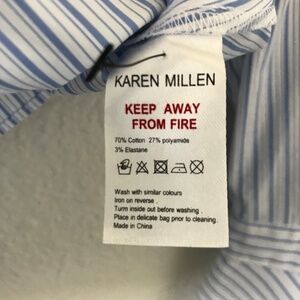 KAREN MILLEN
KEEP AWAY
FROM FIRE
70% Cotton 27% polyamide
3% Elastane
Wash with similar colours
Iron on reverse
Turm inside out before washing .
Place in delicate bag prior to cleaning.
Made in China